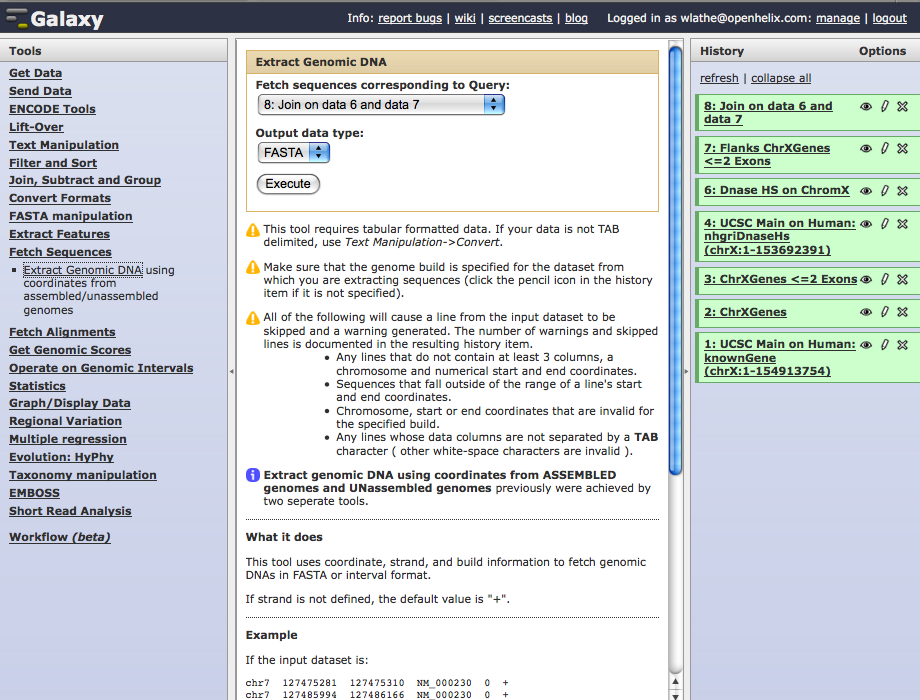 Galaxy
Info: report bugs | wiki | screencasts | blog
Logged in as wlathe@openhelix.com: manage | logout
Tools
Get Data
Send Data
ENCODE Tools
Lift-Over
Text Manipulation
Filter and Sort
Join, Subtract and Group
Convert Formats
FASTA manipulation
Extract Features
Fetch Sequences
Extract Genomic DNA using
coordinates from
assembled/unassembled
genomes
Fetch Alignments
Get Genomic Scores
Operate on Genomic Intervals
Statistics
Graph/Display Data
Regional Variation
Multiple regression
Evolution: HyPhy
Taxonomy manipulation
EMBOSS
Short Read Analysis
Workflow (beta)
Extract Genomic DNA
Fetch sequences corresponding to Query:
8: Join on data 6 and data 7
Output data type:
FASTA
Execute
This tool requires tabular formatted data. If your data is not TAB
delimited, use Text Manipulation->Convert.
Make sure that the genome build is specified for the dataset from
which you are extracting sequences (click the pencil icon in the history
item if it is not specified).
All of the following will cause a line from the input dataset to be
skipped and a warning generated. The number of warnings and skipped
lines is documented in the resulting history item.
• Any lines that do not contain at least 3 columns, a
chromosome and numerical start and end coordinates.
• Sequences that fall outside of the range of a line's start
and end coordinates.
• Chromosome, start or end coordinates that are invalid for
the specified build.
• Any lines whose data columns are not separated by a TAB
character ( other white-space characters are invalid ).
Extract genomic DNA using coordinates from ASSEMBLED
genomes and UNassembled genomes previously were achieved by
two seperate tools.
What it does
This tool uses coordinate, strand, and build information to fetch genomic
DNAs in FASTA or interval format.
If strand is not defined, the default value is "+".
Example
If the input dataset is:
chr7 127475281 127475310 NM_000230 0 +
chr7 127485994 127486166 NM_000230 0 +
History
Options
refresh | collapse all
8: Join on data 6 and
data 7
7: Flanks ChrXGenes
<=2 Exons
6: Dnase HS on ChromX
4: UCSC Main on Human:
nhgriDnaseHs
(chrX:1-153692391)
3: ChrXGenes <=2 Exons
2: ChrXGenes
1: UCSC Main on Human:
knownGene
(chrX:1-154913754)